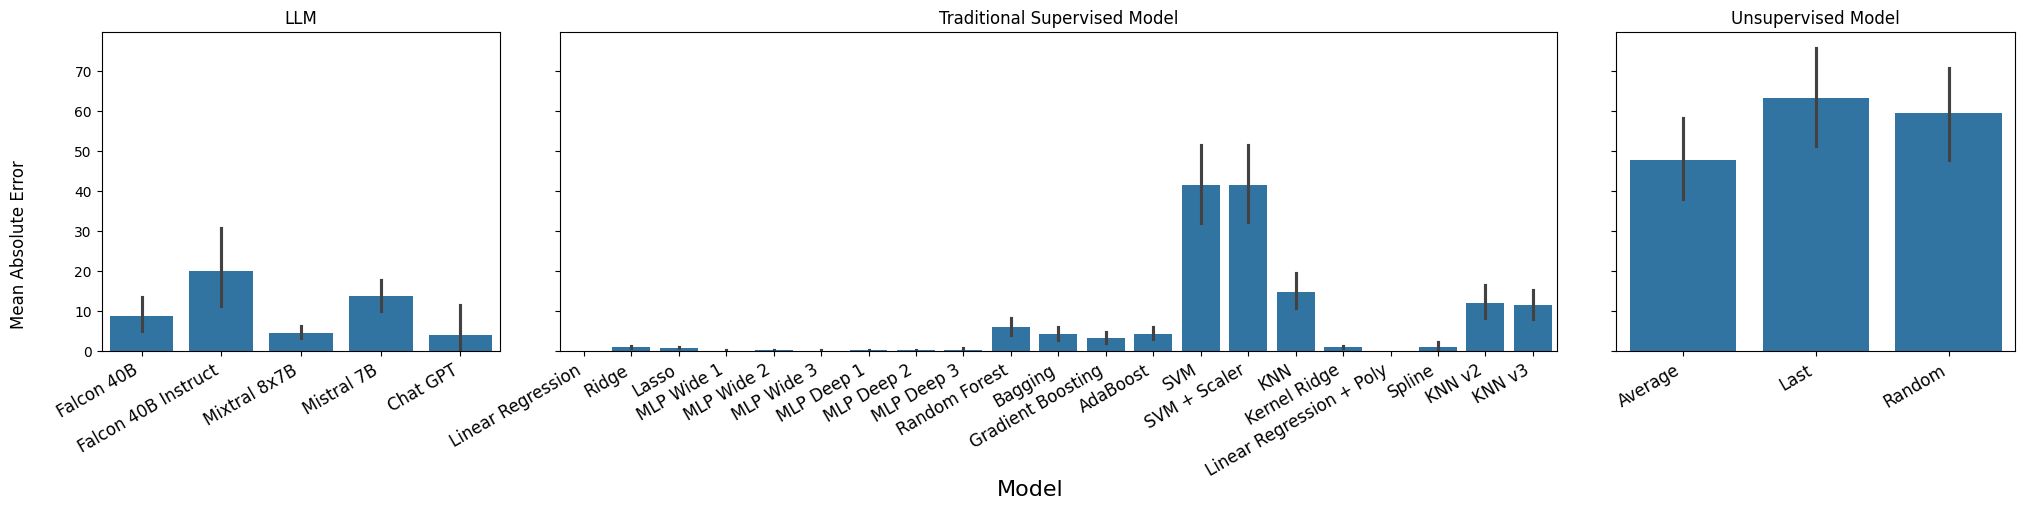 LLM
Traditional Supervised Model
Unsupervised Model
Mean Absolute Error
70
60
50
40
30
20
10
0
Falcon 40B
Falcon 40B Instruct
Mixtral 8x7B
Mistral 7B
Chat GPT
Linear Regression
Ridge
Lasso
MLP Wide 1
MLP Wide 2
MLP Wide 3
MLP Deep 1
MLP Deep 2
MLP Deep 3
Random Forest
Bagging
Gradient Boosting
AdaBoost
SVM
SVM + Scaler
KNN
Kernel Ridge
Linear Regression + Poly
Spline
KNN v2
KNN v3
Average
Last
Random
Model